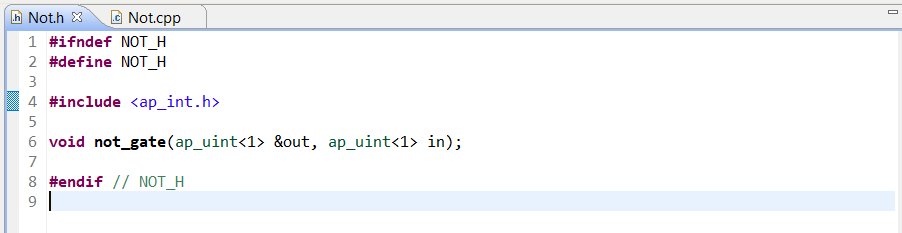 Not.h Not.cpp
1 #ifndef NOT_H
2 #define NOT_H
3
4 #include <ap_int.h>
5
6 void not_gate(ap_uint<1> &out, ap_uint<1> in);
7
8 #endif // NOT_H
9